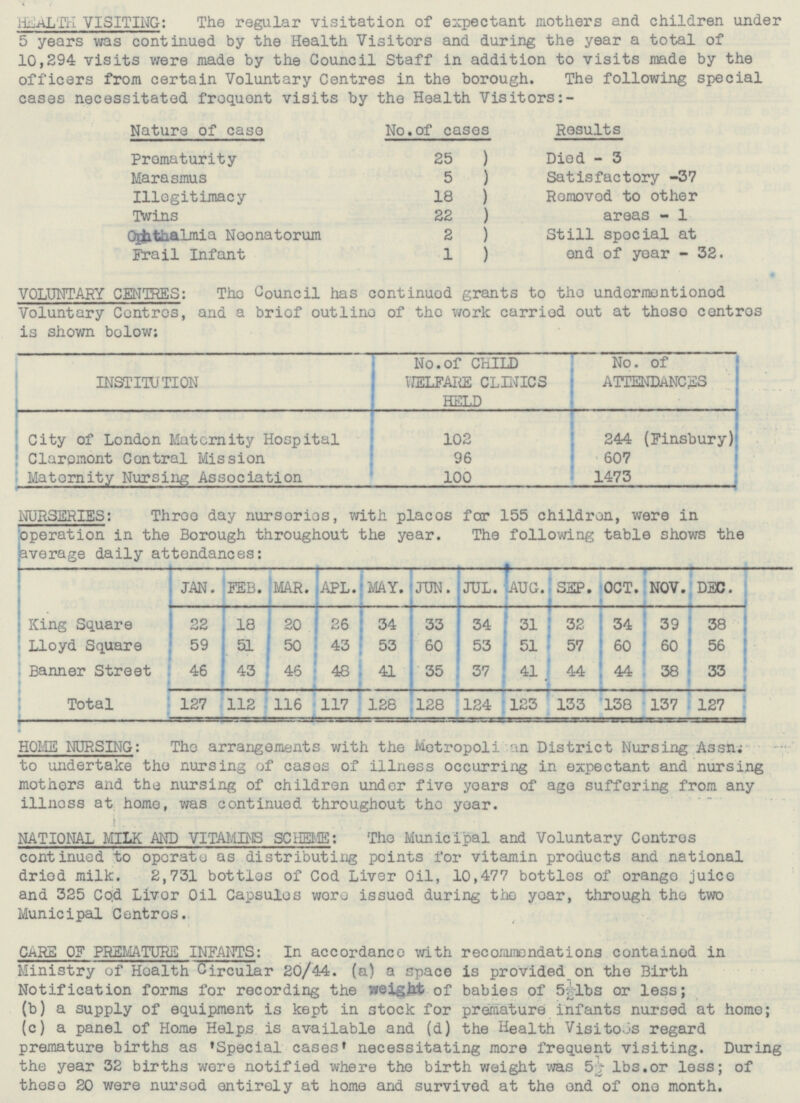 HEALTH VISITING: The regular visitation of expectant mothers and children under
5 years was continued by the Health Visitors and during the year a total of
10,294 visits were made by the Council Staff in addition to visits made by the
officers from certain Voluntary Centres in the borough. The following special
cases necessitated frequent visits by the Health Visitors:-
Nature of case No.of cases Results
Prematurity 25 ) Died - 3
Marasmus 5 ) Satisfactory -37
Illegitimacy 18 ) Removed to other
Twins 22 ) areas - 1
Ophthalmia Neonatorum 2 ) Still special at
Frail Infant 1 ) end of year - 32.
VOLUNTARY CENTRES: The Council has continued grants to the undermentioned
Voluntary Centres, and a brief outline of the work carried out at these centres
is shown below:
INSTITUTION No.of CHILD WELFARE CLINICS HELD No. of ATTENDANCES
City of London Maternity Hospital 102 244 (Finsbury)
Claremont Central Mission 96 607
Maternity Nursing Association 100 1473
NURSERIES: Three day nurseries, with places for 155 children, were in
operation in the Borough throughout the year. The following table shows the
average daily attendances:
JAN. FEB. MAR. APL. MAY. JUN. JUL. AUG. SEP. OCT. NOV. DEC.
King Square 22 18 20 26 34 33 34 31 32 34 39 38
Lloyd Square 59 51 50 43 53 60 53 51 57 60 60 56
Banner Street 46 43 46 48 41 35 37 41 44 44 38 33
Total 127 112 116 117 128 128 124 123 133 138 137 127
HOME NURSING: The arrangements with the Metropoli an District Nursing Assn.
to undertake the nursing of cases of illness occurring in expectant and nursing
mothers and the nursing of children under five years of age suffering from any
illness at home, was continued throughout the year.
NATIONAL MILK AND VITAMINS SCHEME: The Municipal and Voluntary Centres
continued to operate as distributing points for vitamin products and national
dried milk. 2,731 bottles of Cod Liver Oil, 10,477 bottles of orange juice
and 325 Cod Liver Oil Capsules were issued during the year, through the two
Municipal Centres.
CARE OF PREMATURE INFANTS: In accordance with recommendations contained in
Ministry of Health Circular 20/44. (a) a space is provided on the Birth
Notification forms for recording the weight of babies of 5½lbs or less;
(b) a supply of equipment is kept in stock for premature infants nursed at home;
(c) a panel of Home Helps is available and (d) the Health Visitors regard
premature births as 'Special cases' necessitating more frequent visiting. During
the year 32 births were notified where the birth weight was 5½ lbs.or less; of
these 20 were nursed entirely at home and survived at the end of one month.